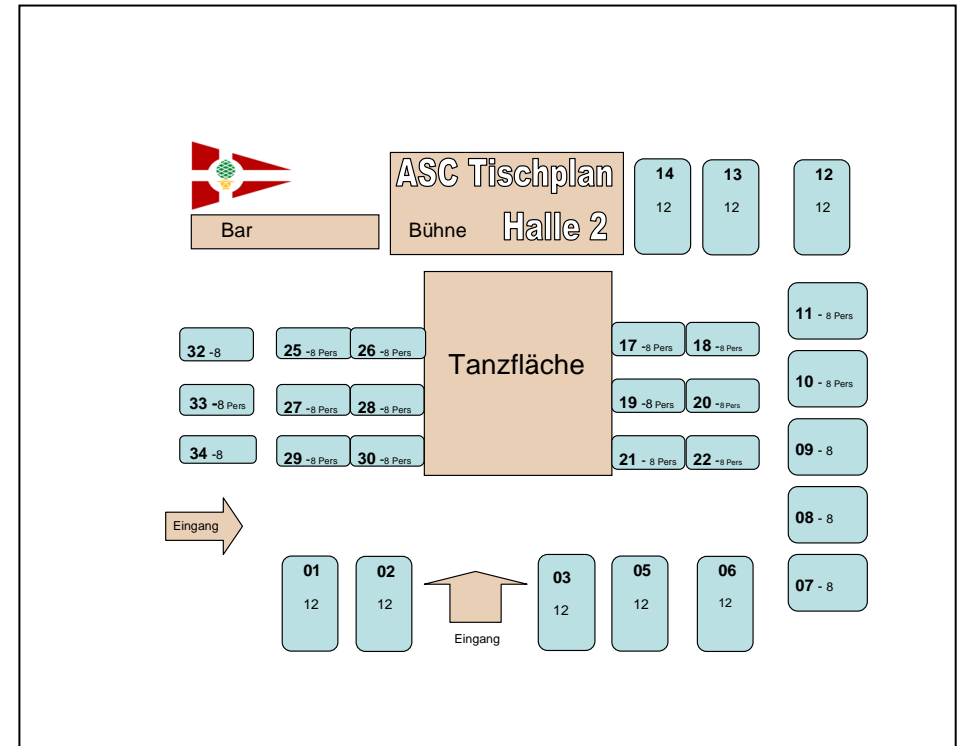 ASC Tischplan
Halle 2
Bar
Bühne
14
12
13
12
12
12
11 - 8 Pers
10 - 8 Pers
09 - 8
08 - 8
07 - 8
Tanzfläche
32 -8
25 -8 Pers
26 -8 Pers
17 -8 Pers
18 -8 Pers
33 -8 Pers
27 -8 Pers
28 -8 Pers
19 -8 Pers
20 -8 Pers
34 -8
29 -8 Pers
30 -8 Pers
21 - 8 Pers
22 -8 Pers
Eingang
01
12
02
12
Eingang
03
12
05
12
06
12